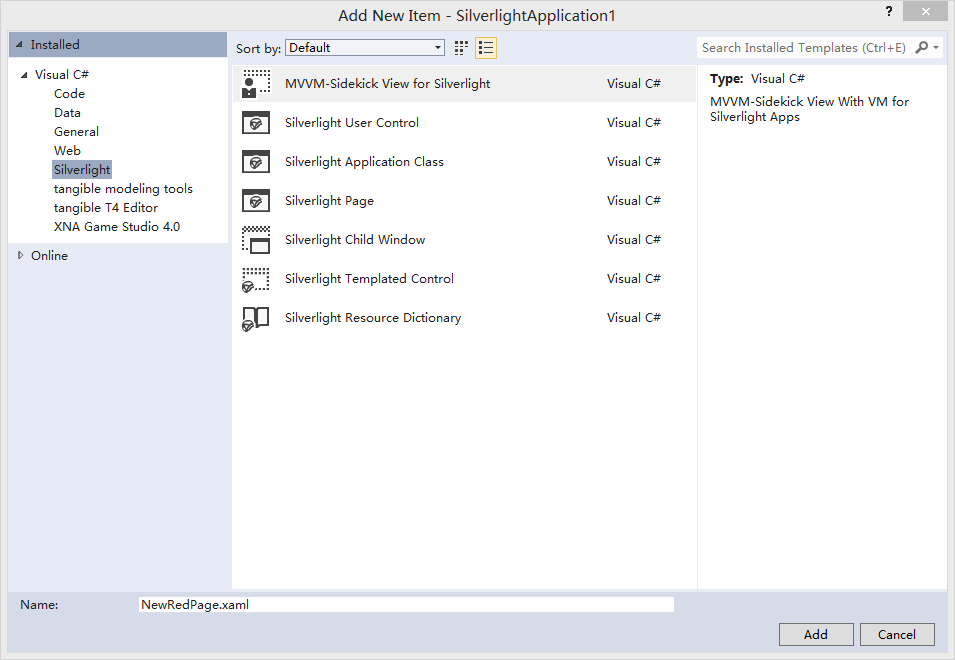 Add New Item - SilverlightApplication1
?
Installed
Sort by: Default
Search Installed Templates (Ctrl+E)
Visual C#
Code
Data
General
Web
Silverlight
tangible modeling tools
tangible T4 Editor
XNA Game Studio 4.0
Online
MVVM-Sidekick View for Silverlight Visual C#
Silverlight User Control Visual C#
Silverlight Application Class Visual C#
Silverlight Page Visual C#
Silverlight Child Window Visual C#
Silverlight Templated Control Visual C#
Silverlight Resource Dictionary Visual C#
Type: Visual C#
MVVM-Sidekick View With VM for
Silverlight Apps
Name: NewRedPage.xaml
Add Cancel